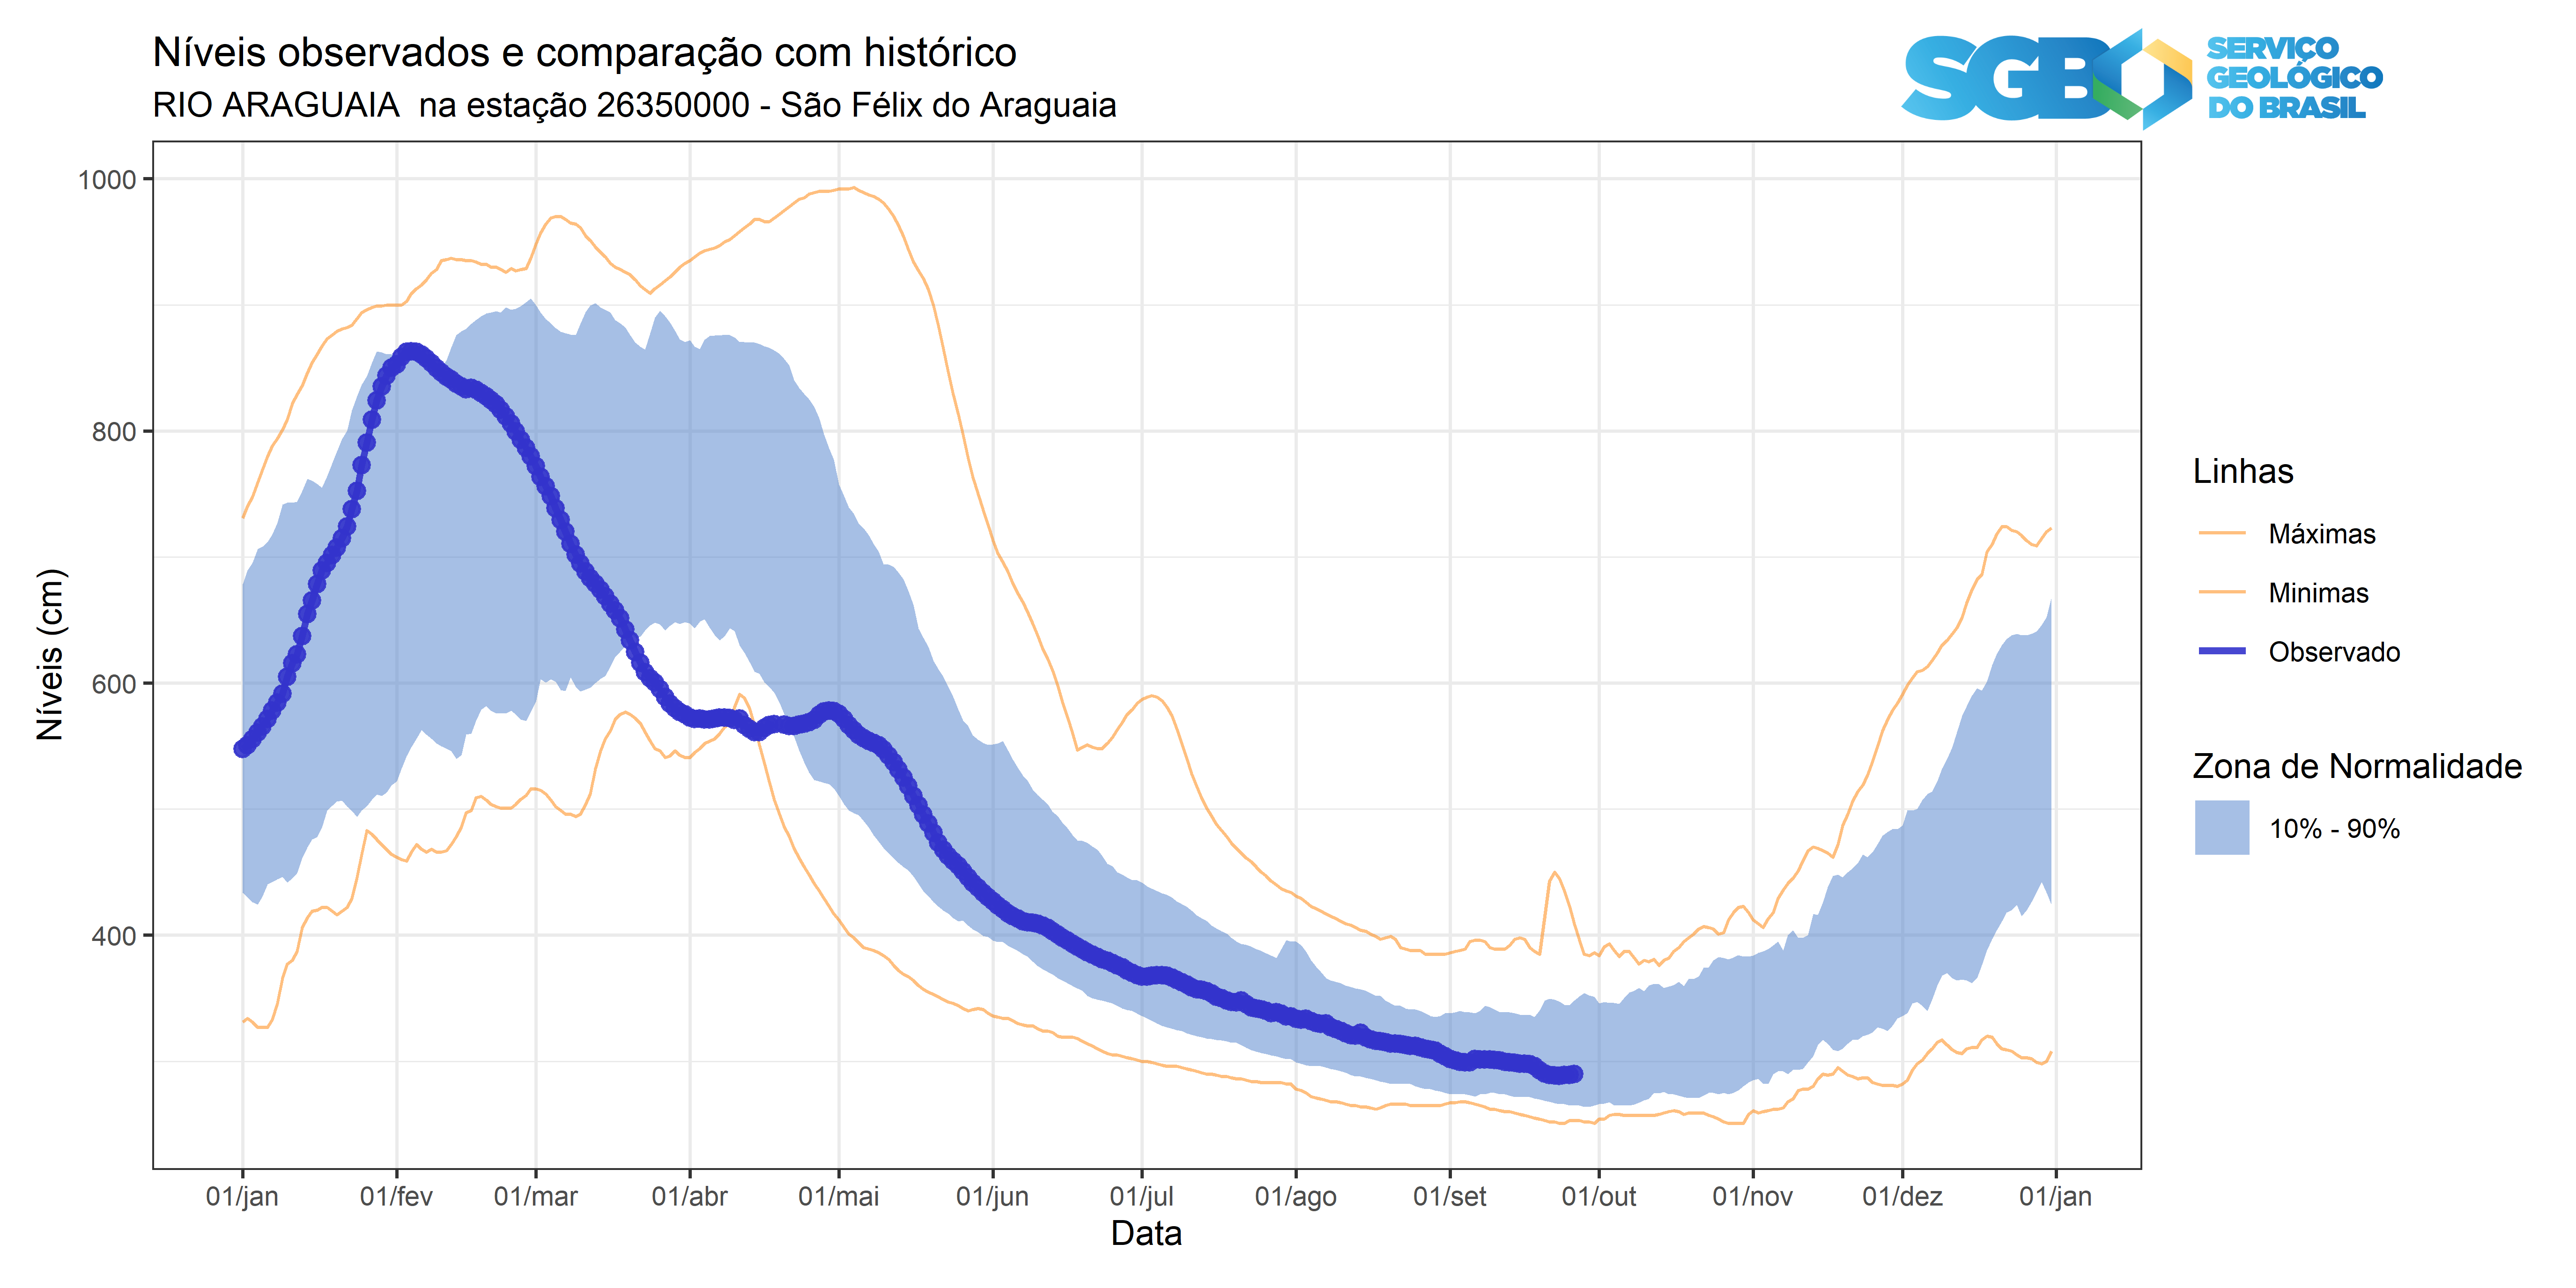 Níveis observados e comparação com histórico
RIO ARAGUAIA  na estação 26350000 - São Félix do Araguaia
SGB
SERVIÇO
GEOLÓGICO
DO BRASIL
Níveis (cm)
1000
800
600
400
01/jan
01/fev
01/mar
01/abr
01/mai
01/jun
01/jul
01/ago
01/set
01/out
01/nov
01/dez
01/jan
Data
Linhas
Máximas
Minimas
Observado
Zona de Normalidade
10% - 90%